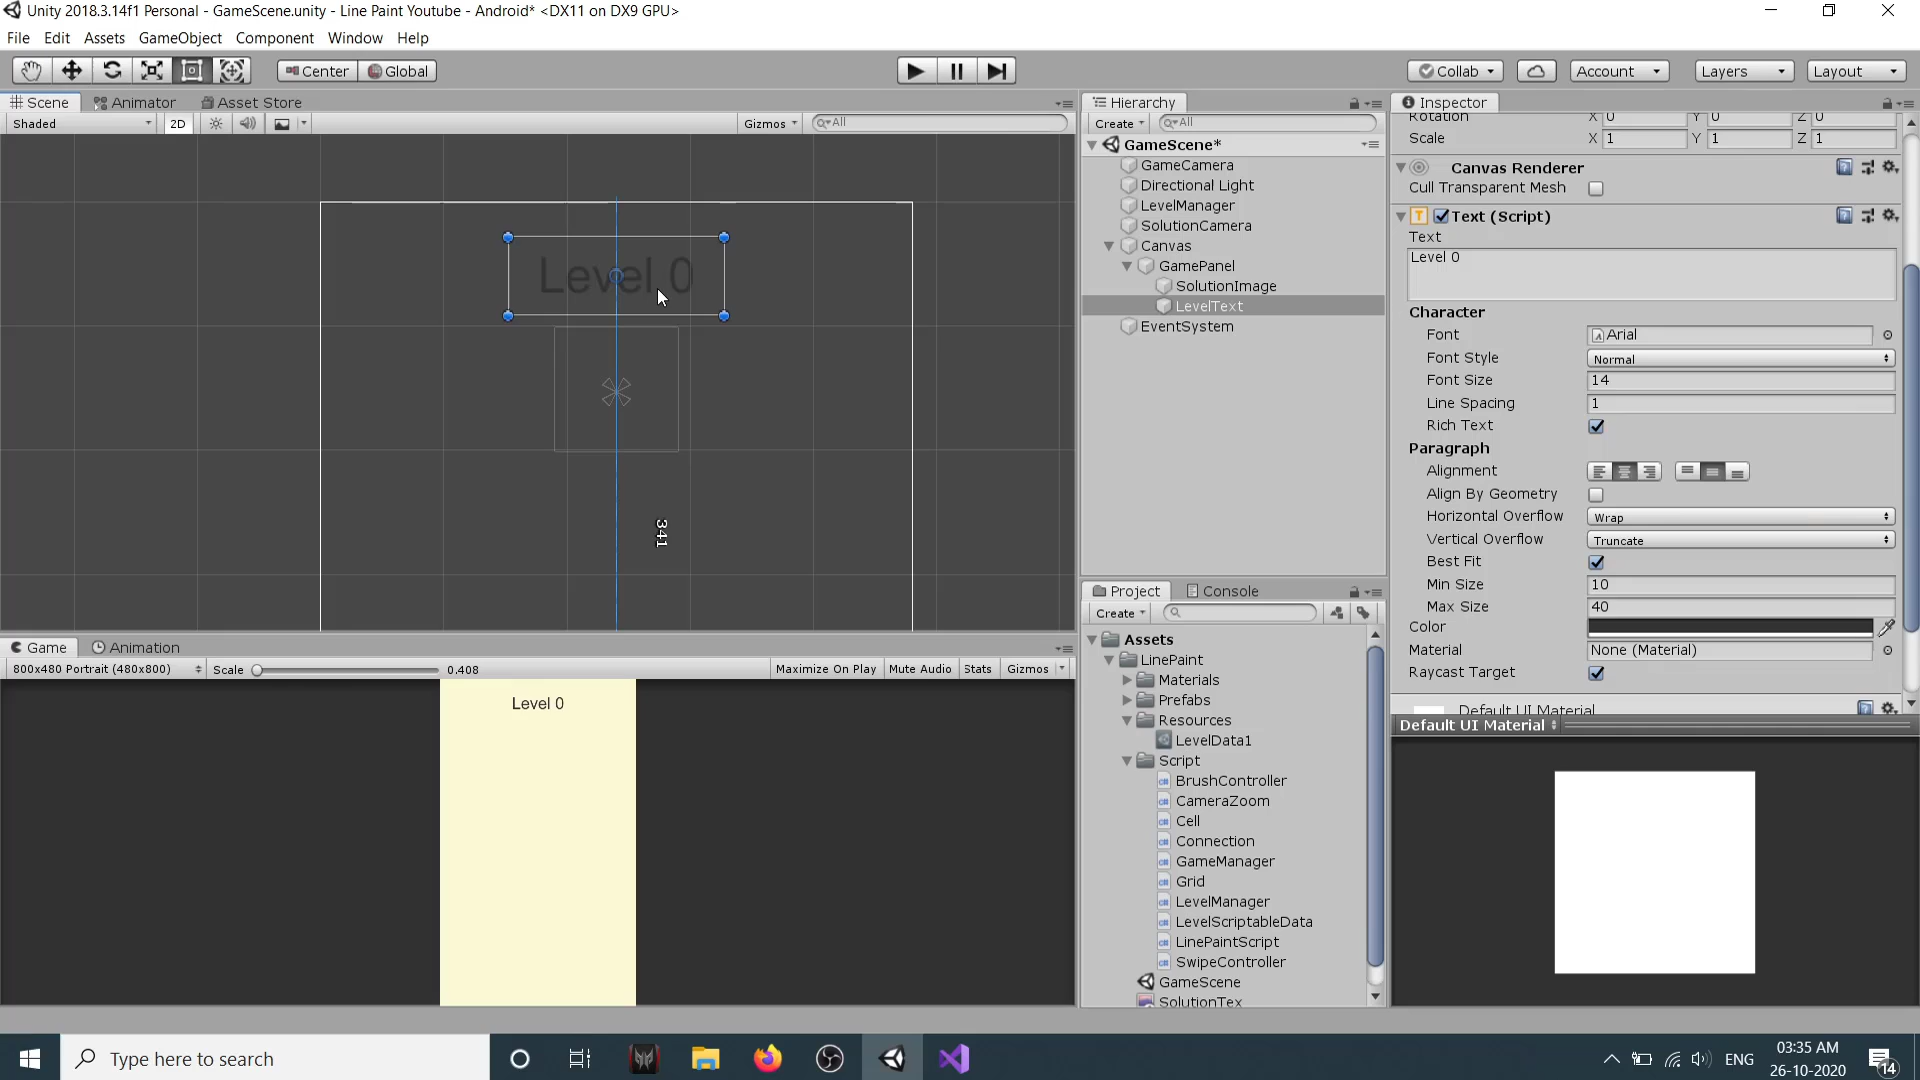 Unity 2018.3.14f1 Personal - GameScene.unity - Line Paint Youtube - Android* <DX11 on DX9 GPU>
File Edit Assets GameObject Component Window Help
Center Global Collab Account Layers Layout
Scene Animator Asset Store
Shaded 2D Gizmos All
Level 0
341
Game Animation
800x480 Portrait (480x800) Scale 0.408 Maximize On Play Mute Audio Stats Gizmos
Level 0
Hierarchy
Create All
GameScene*
GameCamera
Directional Light
LevelManager
SolutionCamera
Canvas
GamePanel
SolutionImage
LevelText
EventSystem
Project Console
Create
Assets
LinePaint
Materials
Prefabs
Resources
LevelData1
Script
BrushController
CameraZoom
Cell
Connection
GameManager
Grid
LevelManager
LevelScriptableData
LinePaintScript
SwipeController
GameScene
SolutionTex
Inspector
Rotation X 0 Y 0 Z 0
Scale X 1 Y 1 Z 1
Canvas Renderer
Cull Transparent Mesh
Text (Script)
Text
Level 0
Character
Font Arial
Font Style Normal
Font Size 14
Line Spacing 1
Rich Text
Paragraph
Alignment
Align By Geometry
Horizontal Overflow Wrap
Vertical Overflow Truncate
Best Fit
Min Size 10
Max Size 40
Color
Material None (Material)
Raycast Target
Default UI Material
Default UI Material
Type here to search
ENG
03:35 AM
26-10-2020
14